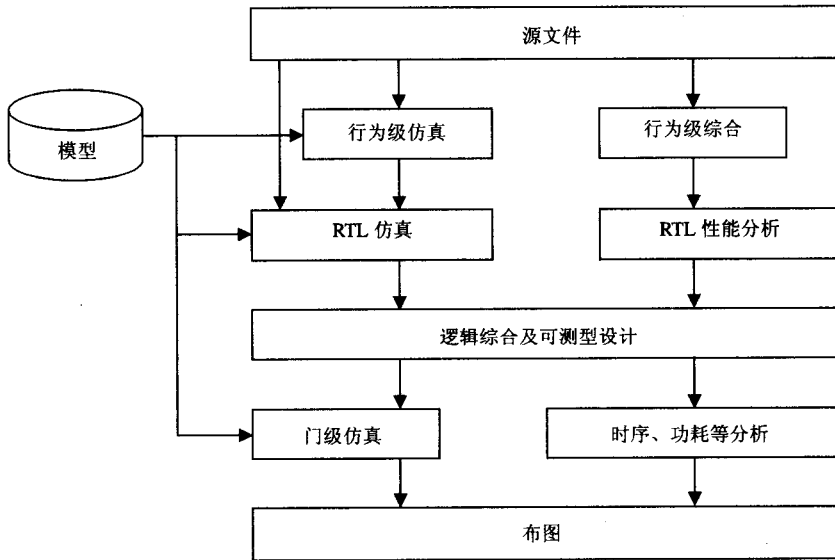 源文件
行为级仿真
行为级综合
模型
RTL 仿真
RTL 性能分析
逻辑综合及可测型设计
门级仿真
时序、功耗等分析
布图